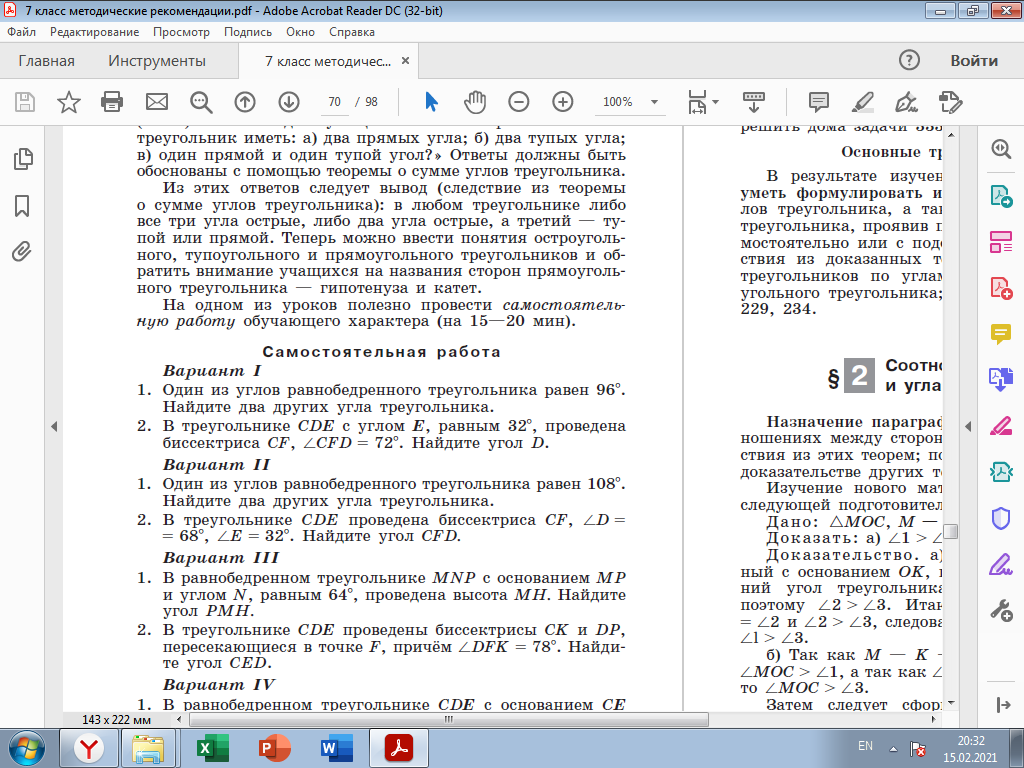 7 класс методические рекомендации.pdf - Adobe Acrobat Reader DC (32-bit)
Файл Редактирование Просмотр Подпись Окно Справка
Главная Инструменты 7 класс методичес... × Войти
70 / 98 100%
треугольник иметь: а) два прямых угла; б) два тупых угла;
в) один прямой и один тупой угол?» Ответы должны быть
обоснованы с помощью теоремы о сумме углов треугольника.
Из этих ответов следует вывод (следствие из теоремы
о сумме углов треугольника): в любом треугольнике либо
все три угла острые, либо два угла острые, а третий — ту-
пой или прямой. Теперь можно ввести понятия остроуголь-
ного, тупоугольного и прямоугольного треугольников и об-
ратить внимание учащихся на названия сторон прямоуголь-
ного треугольника — гипотенуза и катет.
На одном из уроков полезно провести самостоятель-
ную работу обучающего характера (на 15—20 мин).
Самостоятельная работа
Вариант I
1. Один из углов равнобедренного треугольника равен 96°.
Найдите два других угла треугольника.
2. В треугольнике CDE с углом E, равным 32°, проведена
биссектриса CF, ∠CFD = 72°. Найдите угол D.
Вариант II
1. Один из углов равнобедренного треугольника равен 108°.
Найдите два других угла треугольника.
2. В треугольнике CDE проведена биссектриса CF, ∠D =
= 68°, ∠E = 32°. Найдите угол CFD.
Вариант III
1. В равнобедренном треугольнике MNP с основанием MP
и углом N, равным 64°, проведена высота MH. Найдите
угол PMH.
2. В треугольнике CDE проведены биссектрисы CK и DP,
пересекающиеся в точке F, причём ∠DFK = 78°. Найди-
те угол CED.
Вариант IV
1. В равнобедренном треугольнике CDE с основанием CE
решить дома задачи
Основные тр
В результате изучен
уметь формулировать и
лов треугольника, а та
треугольника, проявив п
мостоятельно или с под
ствия из доказанных т
треугольников по углам
угольного треугольника;
229, 234.
§ 2 Соотно
и угла
Назначение параграф
ношениях между сторон
ствия из этих теорем; по
доказательстве других т
Изучение нового мат
следующей подготовител
Дано: △MOC, M —
Доказать: а) ∠1 > ∠
Доказательство. а)
ный с основанием OK,
ний угол треугольника
поэтому ∠2 > ∠3. Итак
= ∠2 и ∠2 > ∠3, следова
∠1 > ∠3.
б) Так как M — K —
∠MOC > ∠1, а так как ∠
то ∠MOC > ∠3.
Затем следует сфор
143 x 222 мм
EN 20:32
15.02.2021